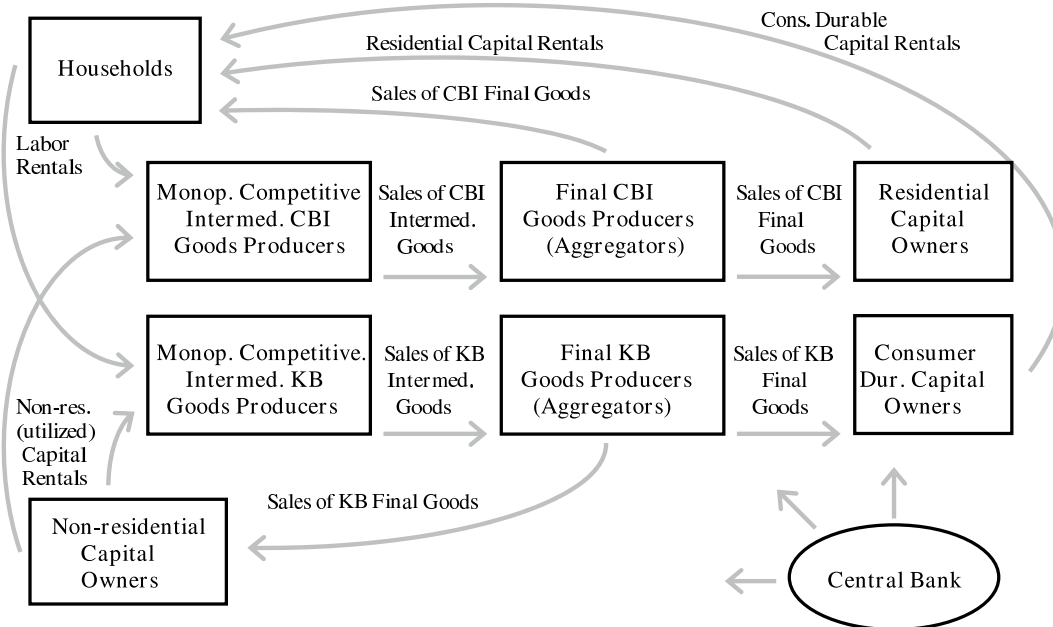 Cons. Durable
Capital Rentals
Residential Capital Rentals
Households
Sales of CBI Final Goods
Labor
Rentals
Monop. Competitive
Intermed. CBI
Goods Producers
Sales of CBI
Intermed.
Goods
Final CBI
Goods Producers
(Aggregators)
Sales of CBI
Final
Goods
Residential
Capital
Owners
Monop. Competitive.
Intermed. KB
Goods Producers
Sales of KB
Intermed.
Goods
Final KB
Goods Producers
(Aggregators)
Sales of KB
Final
Goods
Consumer
Dur. Capital
Owners
Non-res.
(utilized)
Capital
Rentals
Sales of KB Final Goods
Non-residential
Capital
Owners
Central Bank